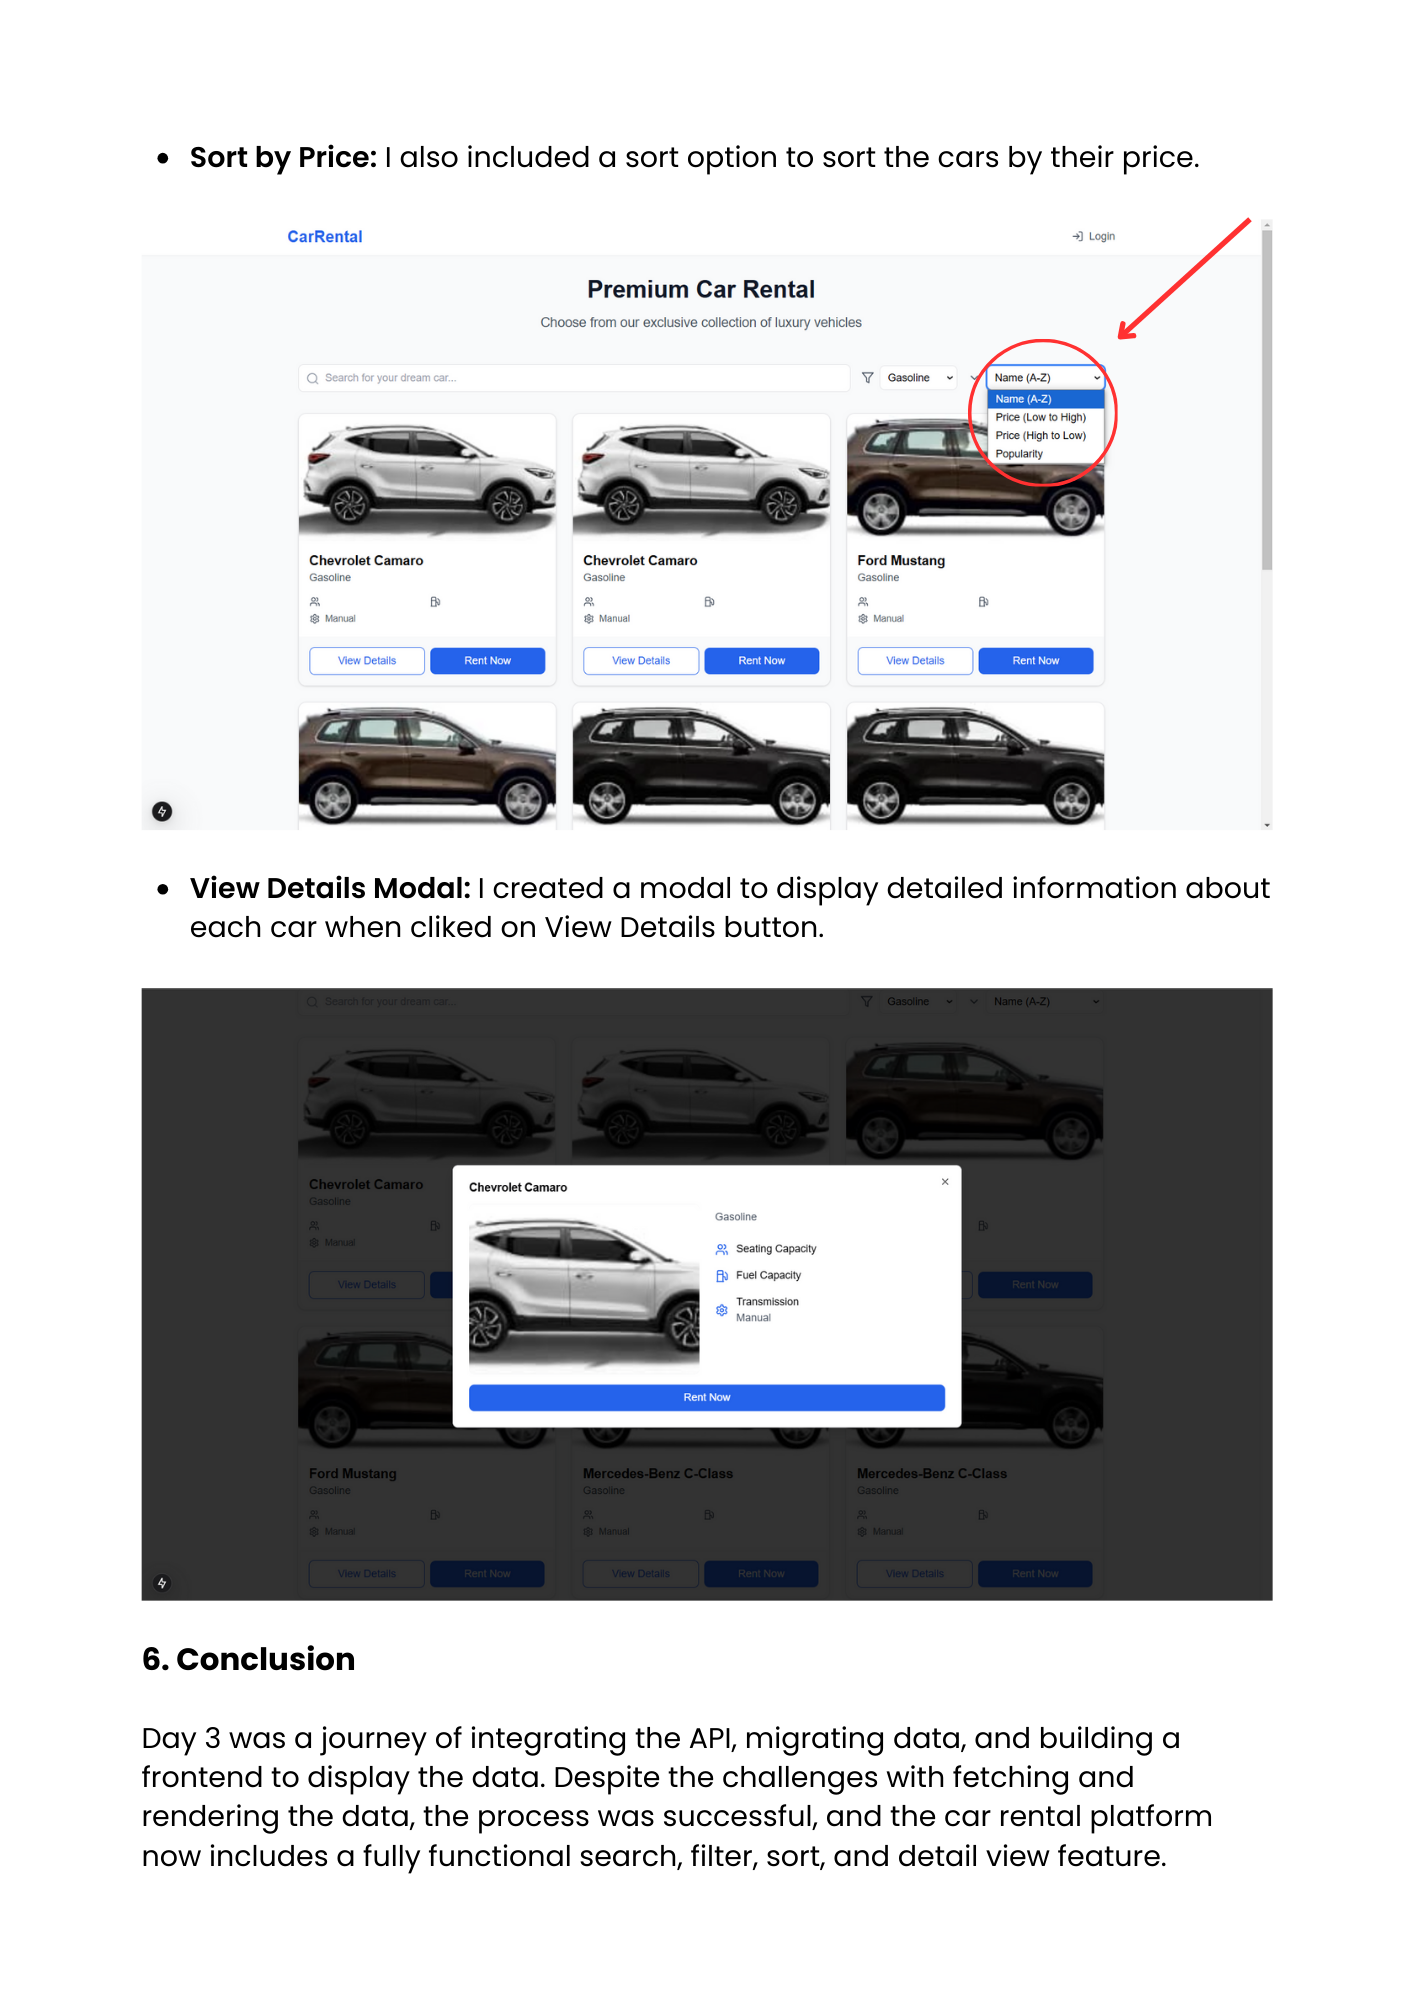 • Sort by Price: I also included a sort option to sort the cars by their price.
CarRental
Login
Premium Car Rental
Choose from our exclusive collection of luxury vehicles
Search for your dream car...
Gasoline
Name (A-Z)
Name (A-Z)
Price (Low to High)
Price (High to Low)
Popularity
Chevrolet Camaro
Gasoline
Manual
View Details
Rent Now
Chevrolet Camaro
Gasoline
Manual
View Details
Rent Now
Ford Mustang
Gasoline
Manual
View Details
Rent Now
• View Details Modal: I created a modal to display detailed information about
each car when cliked on View Details button.
Search for your dream car...
Gasoline
Name (A-Z)
Chevrolet Camaro
Gasoline
Manual
View Details
Chevrolet Camaro
Gasoline
Seating Capacity
Fuel Capacity
Transmission
Manual
Rent Now
Rent Now
Ford Mustang
Gasoline
Manual
View Details
Rent Now
Mercedes-Benz C-Class
Gasoline
Manual
View Details
Rent Now
Mercedes-Benz C-Class
Gasoline
Manual
View Details
Rent Now
6. Conclusion
Day 3 was a journey of integrating the API, migrating data, and building a
frontend to display the data. Despite the challenges with fetching and
rendering the data, the process was successful, and the car rental platform
now includes a fully functional search, filter, sort, and detail view feature.